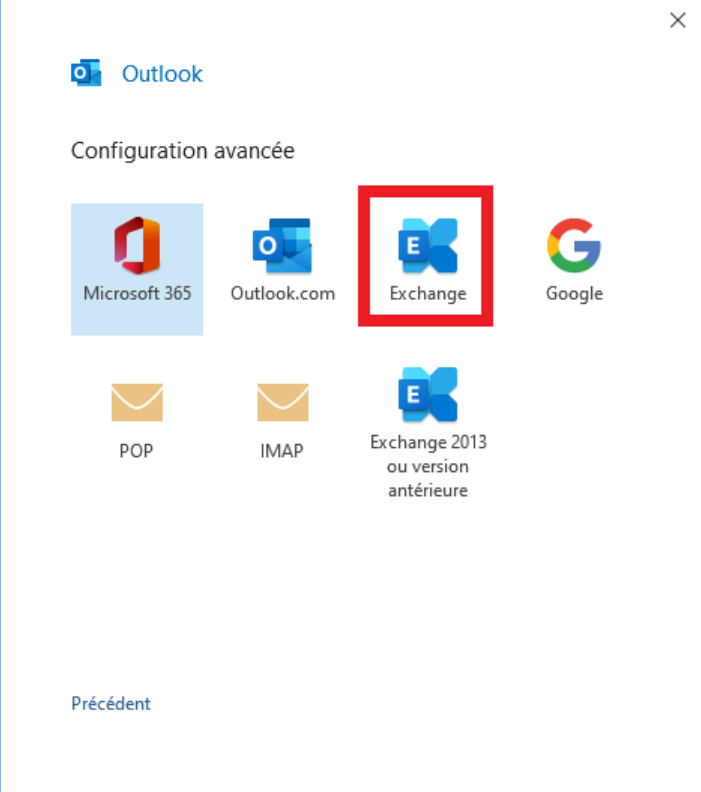 Outlook
Configuration avancée
Microsoft 365
Outlook.com
Exchange
Google
POP
IMAP
Exchange 2013
ou version
antérieure
Précédent